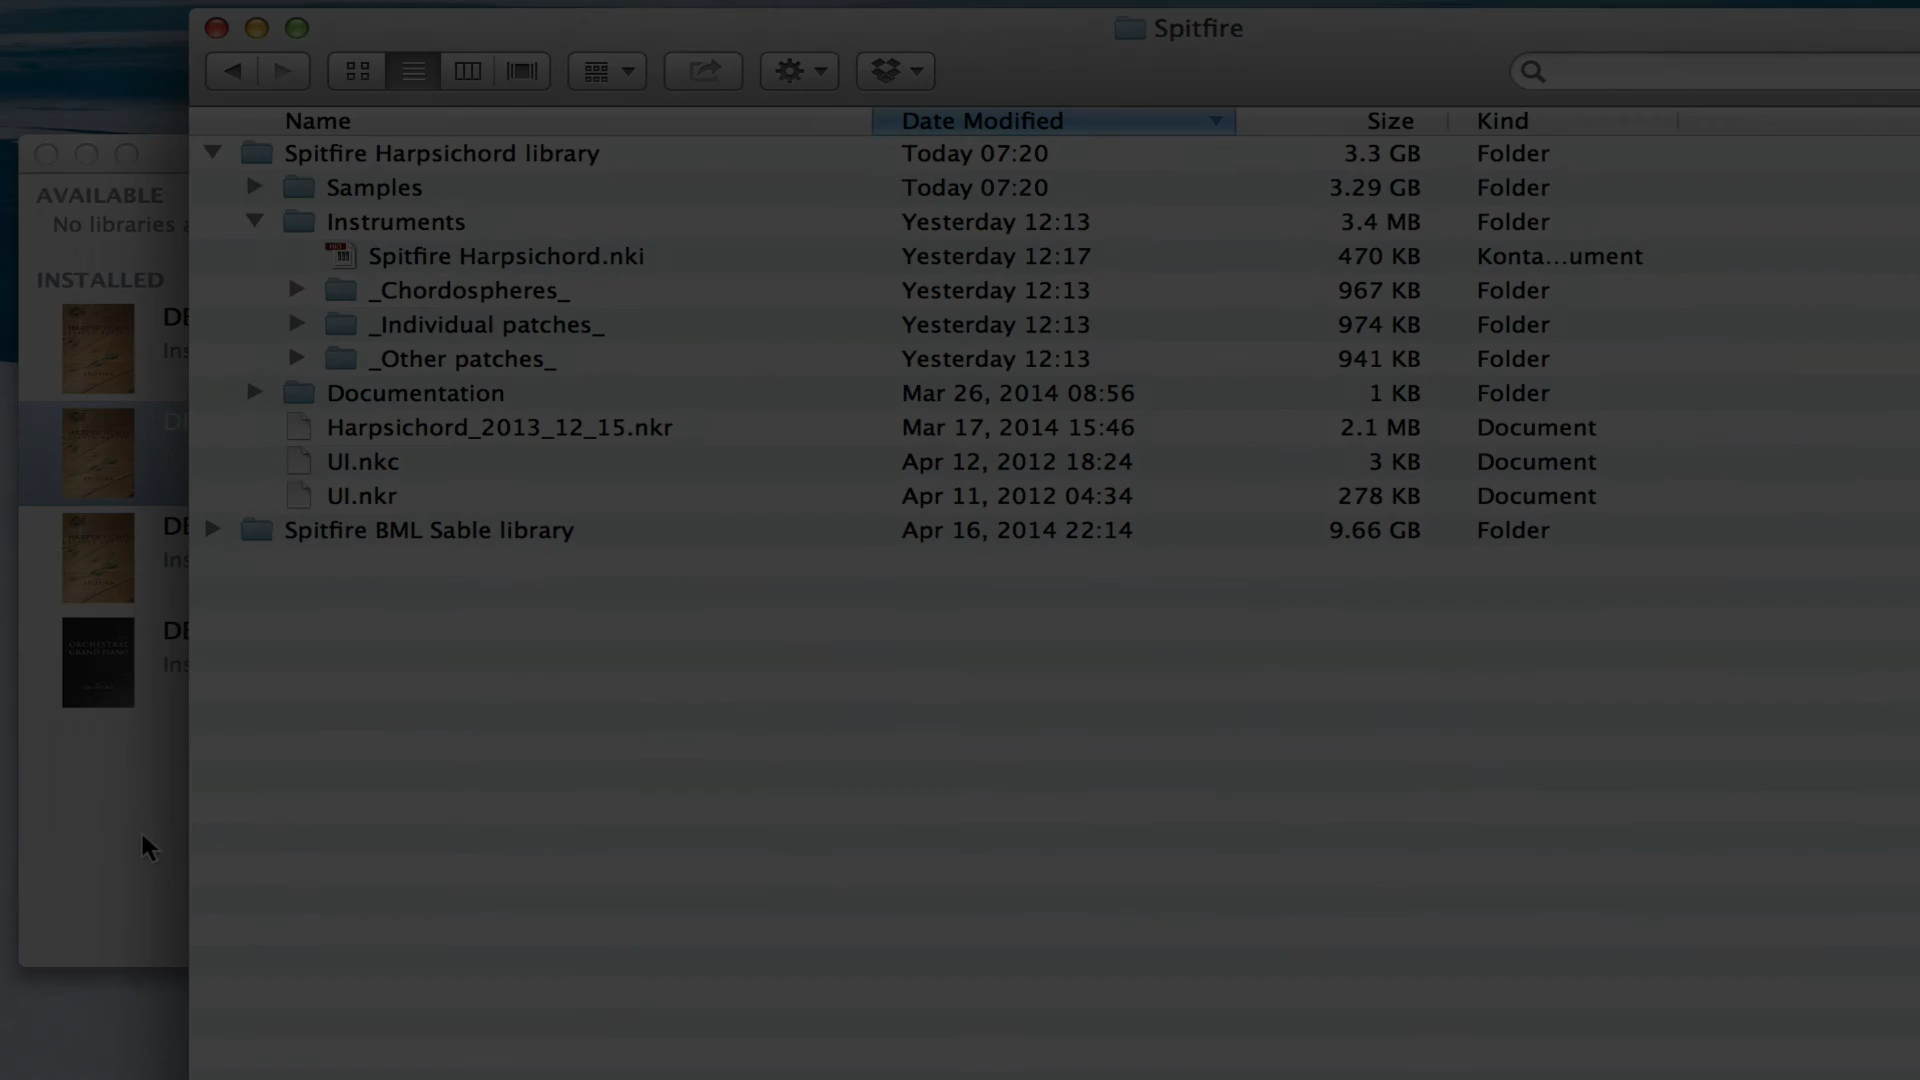 Spitfire
Name Date Modified Size Kind
Spitfire Harpsichord library Today 07:20 3.3 GB Folder
Samples Today 07:20 3.29 GB Folder
Instruments Yesterday 12:13 3.4 MB Folder
Spitfire Harpsichord.nki Yesterday 12:17 470 KB Konta...ument
_Chordospheres_ Yesterday 12:13 967 KB Folder
_Individual patches_ Yesterday 12:13 974 KB Folder
_Other patches_ Yesterday 12:13 941 KB Folder
Documentation Mar 26, 2014 08:56 1 KB Folder
Harpsichord_2013_12_15.nkr Mar 17, 2014 15:46 2.1 MB Document
UI.nkc Apr 12, 2012 18:24 3 KB Document
UI.nkr Apr 11, 2012 04:34 278 KB Document
Spitfire BML Sable library Apr 16, 2014 22:14 9.66 GB Folder
AVAILABLE
No libraries
INSTALLED
ORCHESTRAL
GRAND PIANO